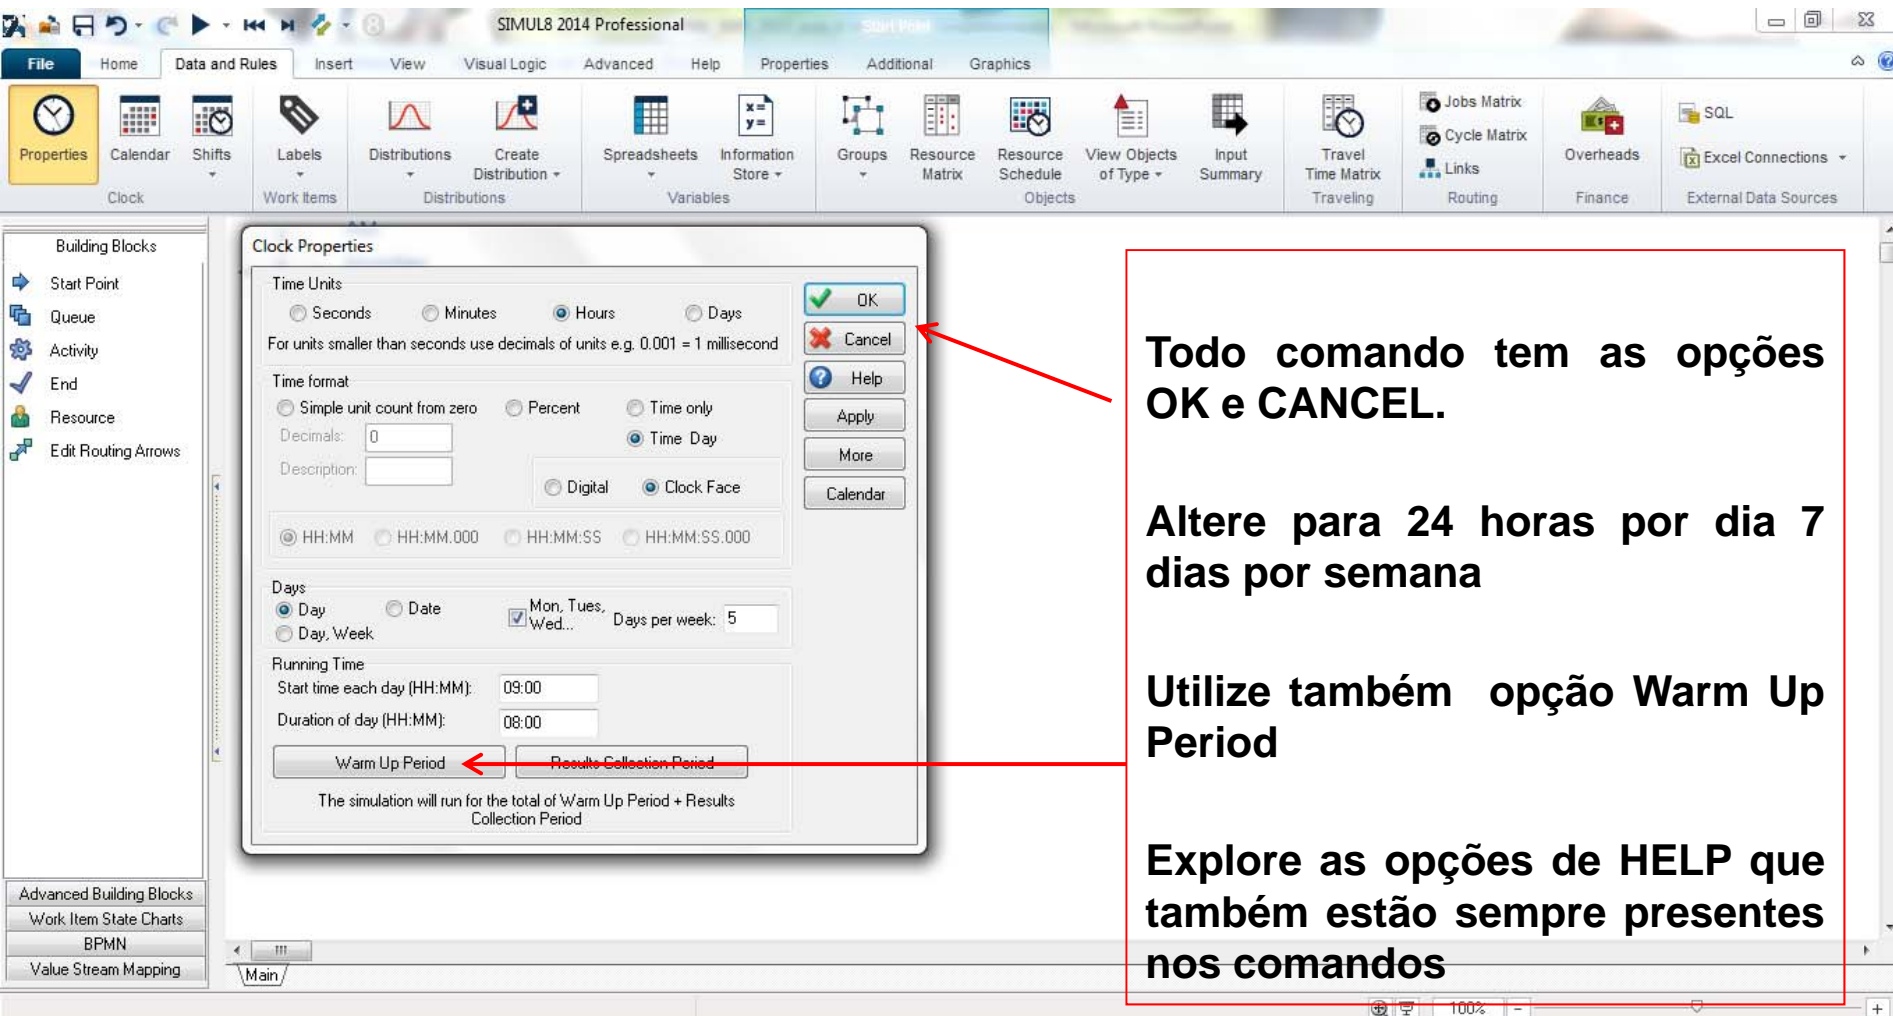 SIMUL8 2014 Professional
File Home Data and Rules Insert View Visual Logic Advanced Help Properties Additional Graphics
Properties
Calendar
Shifts
Clock
Labels
Work Items
Distributions
Create
Distribution
Distributions
Spreadsheets
Information
Store
x =
y =
Variables
Groups
Resource
Matrix
Resource
Schedule
View Objects
of Type
Input
Summary
Objects
Travel
Time Matrix
Traveling
Jobs Matrix
Cycle Matrix
Links
Routing
Overheads
Finance
SQL
Excel Connections
External Data Sources
Building Blocks
Start Point
Queue
Activity
End
Resource
Edit Routing Arrows
Advanced Building Blocks
Work Item State Charts
BPMN
Value Stream Mapping
Clock Properties
Time Units
Seconds Minutes Hours Days
For units smaller than seconds use decimals of units e.g. 0.001 = 1 millisecond
Time format
Simple unit count from zero Percent Time only
Decimals: 0 Time Day
Description:
Digital Clock Face
HH:MM HH:MM.000 HH:MM:SS HH:MM:SS.000
Days
Day Date Mon, Tues,
Wed... Days per week: 5
Day, Week
Running Time
Start time each day (HH:MM): 09:00
Duration of day (HH:MM): 08:00
Warm Up Period Results Collection Period
The simulation will run for the total of Warm Up Period + Results
Collection Period
OK
Cancel
Help
Apply
More
Calendar
Main
Todo comando tem as opções
OK e CANCEL.
Altere para 24 horas por dia 7
dias por semana
Utilize também opção Warm Up
Period
Explore as opções de HELP que
também estão sempre presentes
nos comandos
100%